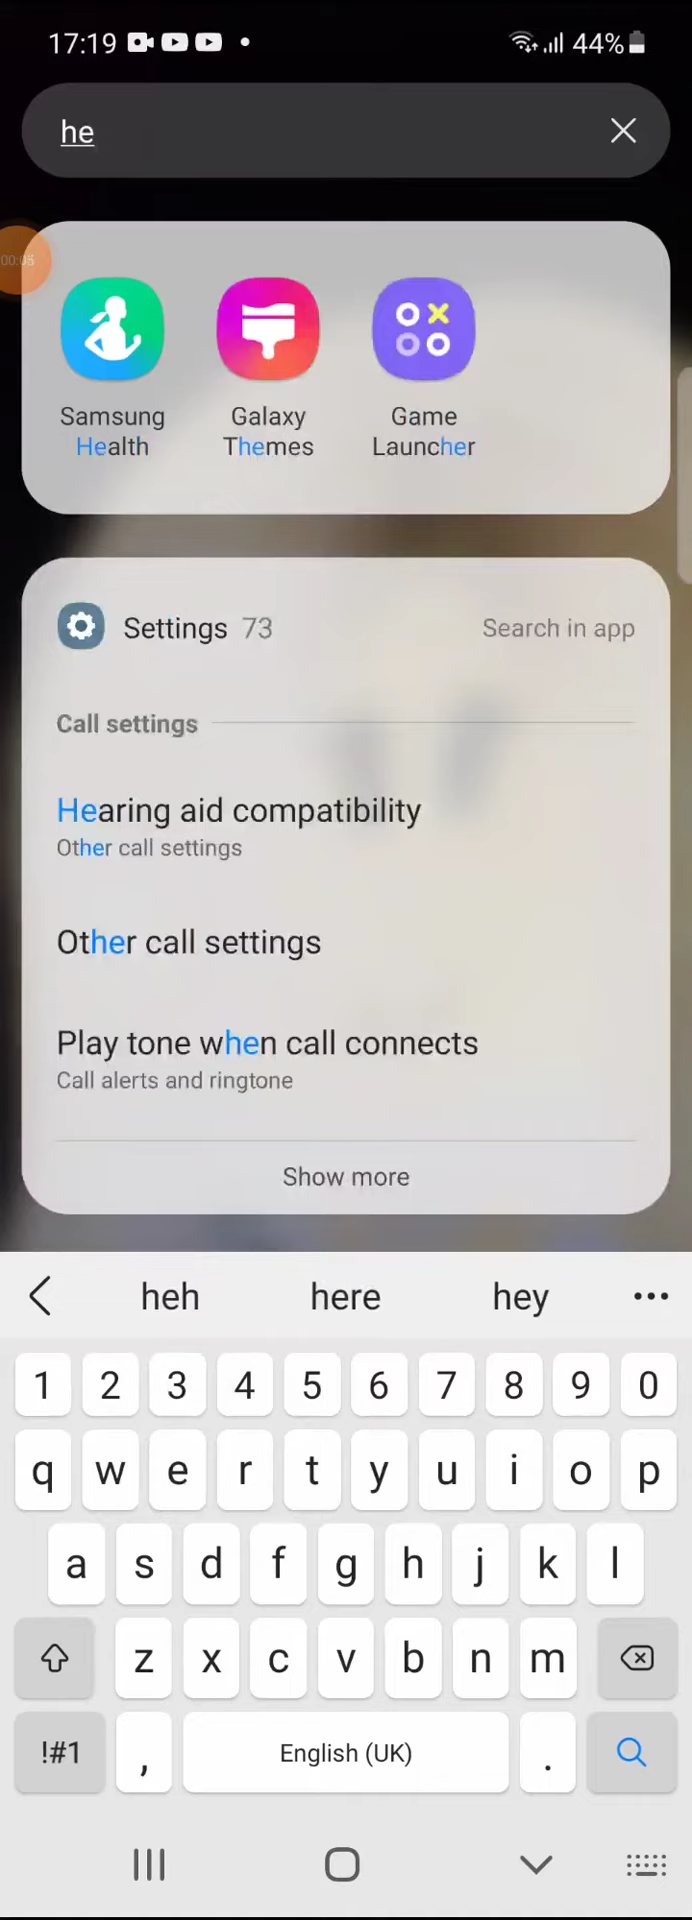 17:19 44%
he
00:05
Samsung Health
Galaxy Themes
Game Launcher
Settings 73 Search in app
Call settings
Hearing aid compatibility
Other call settings
Other call settings
Play tone when call connects
Call alerts and ringtone
Show more
heh here hey
1 2 3 4 5 6 7 8 9 0
q w e r t y u i o p
a s d f g h j k l
z x c v b n m
!#1 , English (UK) .